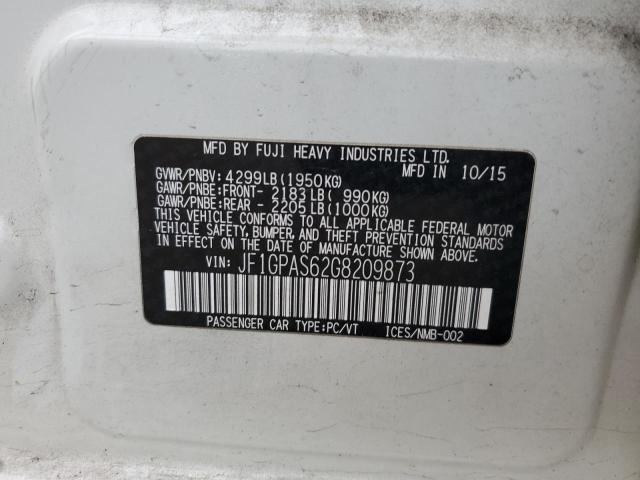 MFD BY FUJI HEAVY INDUSTRIES LTD.
MFD IN 10/15
GVWR/PNBV: 4299LB(1950KG)
GAWR/PNBE:FRONT- 2183LB( 990KG)
GAWR/PNBE:REAR - 2205LB(1000KG)
THIS VEHICLE CONFORMS TO ALL APPLICABLE FEDERAL MOTOR
VEHICLE SAFETY,BUMPER,AND THEFT PREVENTION STANDARDS
IN EFFECT ON THE DATE OF MANUFACTURE SHOWN ABOVE.
VIN: JF1GPAS62G8209873
PASSENGER CAR TYPE:PC/VT ICES/NMB-002